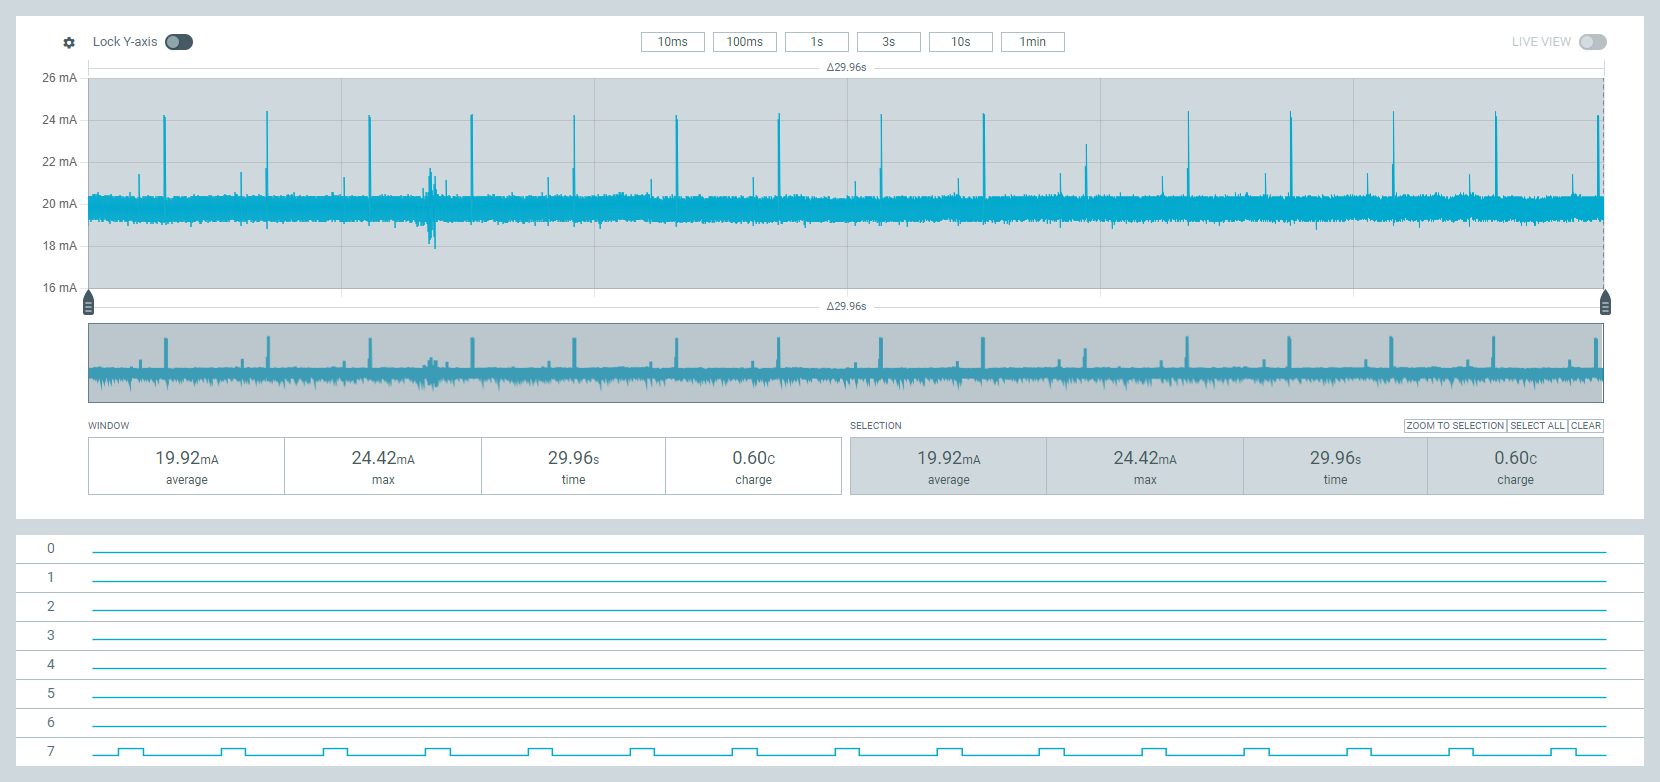 Lock Y-axis 10ms 100ms 1s 3s 10s 1min LIVE VIEW
Δ29.96s
26 mA
24 mA
22 mA
20 mA
18 mA
16 mA
Δ29.96s
WINDOW SELECTION ZOOM TO SELECTION SELECT ALL CLEAR
19.92mA 24.42mA 29.96s 0.60C 19.92mA 24.42mA 29.96s 0.60C
average max time charge average max time charge
0
1
2
3
4
5
6
7